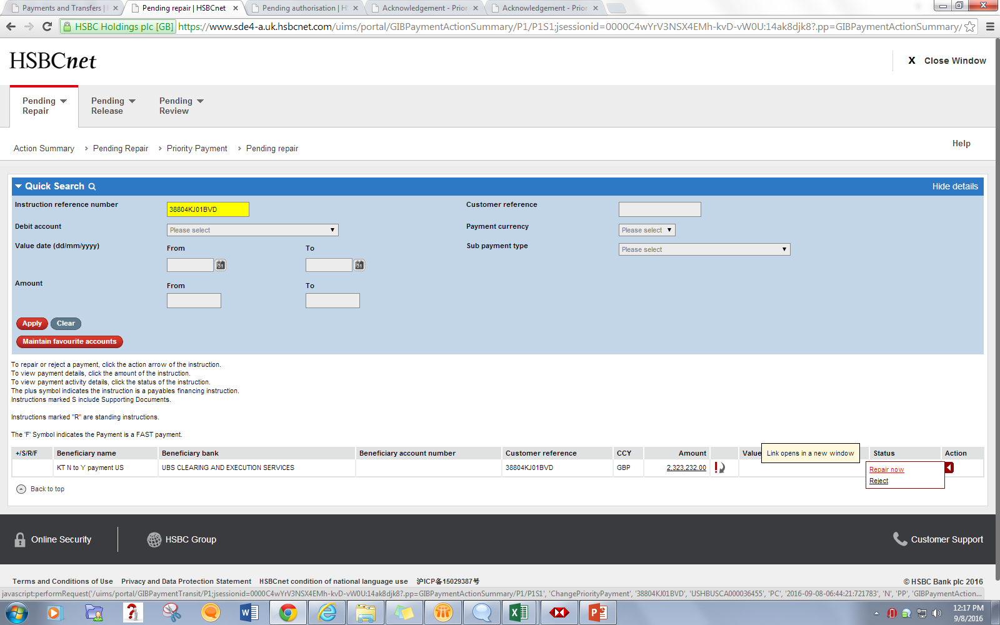 Payments and Transfers |
Pending repair | HSBCnet
Pending authorisation | H
Acknowledgement - Prior
Acknowledgement - Prior
HSBC Holdings plc [GB]
https://www.sde4-a.uk.hsbcnet.com/uims/portal/GIBPaymentActionSummary/P1/P1S1;jsessionid=0000C4wYrV3NSX4EMh-kvD-vW0U:14ak8djk8?.pp=GIBPaymentActionSummary/
HSBCnet
X Close Window
Pending Repair
Pending Release
Pending Review
Action Summary > Pending Repair > Priority Payment > Pending repair
Help
Quick Search
Hide details
Instruction reference number
38804KJ01BVD
Customer reference
Debit account
Please select
Payment currency
Please select
Value date (dd/mm/yyyy)
From
To
31
31
Sub payment type
Please select
Amount
From
To
Apply
Clear
Maintain favourite accounts
To repair or reject a payment, click the action arrow of the instruction.
To view payment details, click the amount of the instruction.
To view payment activity details, click the status of the instruction.
The plus symbol indicates the instruction is a payables financing instruction.
Instructions marked S include Supporting Documents.
Instructions marked "R" are standing instructions.
The 'F' Symbol indicates the Payment is a FAST payment.
+/S/R/F Beneficiary name Beneficiary bank Beneficiary account number Customer reference CCY Amount Value Status Action
Link opens in a new window
KT N to Y payment US UBS CLEARING AND EXECUTION SERVICES 38804KJ01BVD GBP 2,323,232.00
Repair now
Reject
Back to top
Online Security
HSBC Group
Customer Support
Terms and Conditions of Use Privacy and Data Protection Statement HSBCnet condition of national language use 沪ICP备15029387号
© HSBC Bank plc 2016
javascript:performRequest('/uims/portal/GIBPaymentTransit/P1;jsessionid=0000C4wYrV3NSX4EMh-kvD-vW0U:14ak8djk8?.pp=GIBPaymentActionSummary/P1/P1S1', 'ChangePriorityPayment', '38804KJ01BVD', 'USHBUSCA000036455', 'PC', '2016-09-08-06:44:21:721783', 'N', 'PP', 'GIBPaymentAction...
12:17 PM
9/8/2016